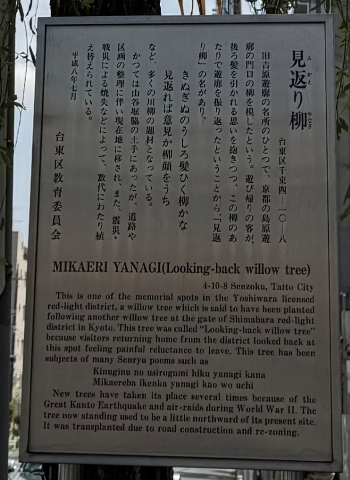 見返り柳
みかえ やなぎ
台東区千束四ー一〇ー八
旧吉原遊廓の名所のひとつで、京都の島原遊
廓の門口の柳を模したという。遊び帰りの客が、
後ろ髪を引かれる思いを抱きつつ、この柳のあ
たりで遊廓を振り返ったということから、「見返
り柳」の名があり、
きぬぎぬのうしろ髪ひく柳かな
見返れば意見か柳顔をうち
など、多くの川柳の題材となっている。
かつては山谷堀脇の土手にあったが、道路や
区画の整理に伴い現在地に移され、また、震災・
戦災による焼失などによって、数代にわたり植
え替えられている。
平成八年七月
台東区教育委員会
MIKAERI YANAGI(Looking-back willow tree)
4-10-8 Senzoku, Taito City
This is one of the memorial spots in the Yoshiwara licensed
red-light district, a willow tree which is said to have been planted
following another willow tree at the gate of Shimabara red-light
district in Kyoto. This tree was called "Looking-back willow tree"
because visitors returning home from the district looked back at
this spot feeling painful reluctance to leave. This tree has been
subjects of many Senryu poems such as
Kinuginu no usirogami hiku yanagi kana
Mikaereba ikenka yanagi kao wo uchi
New trees have taken its place several times because of the
Great Kanto Earthquake and air-raids during World War II. The
tree now standing used to be a little northward of its present site.
It was transplanted due to road construction and re-zoning.